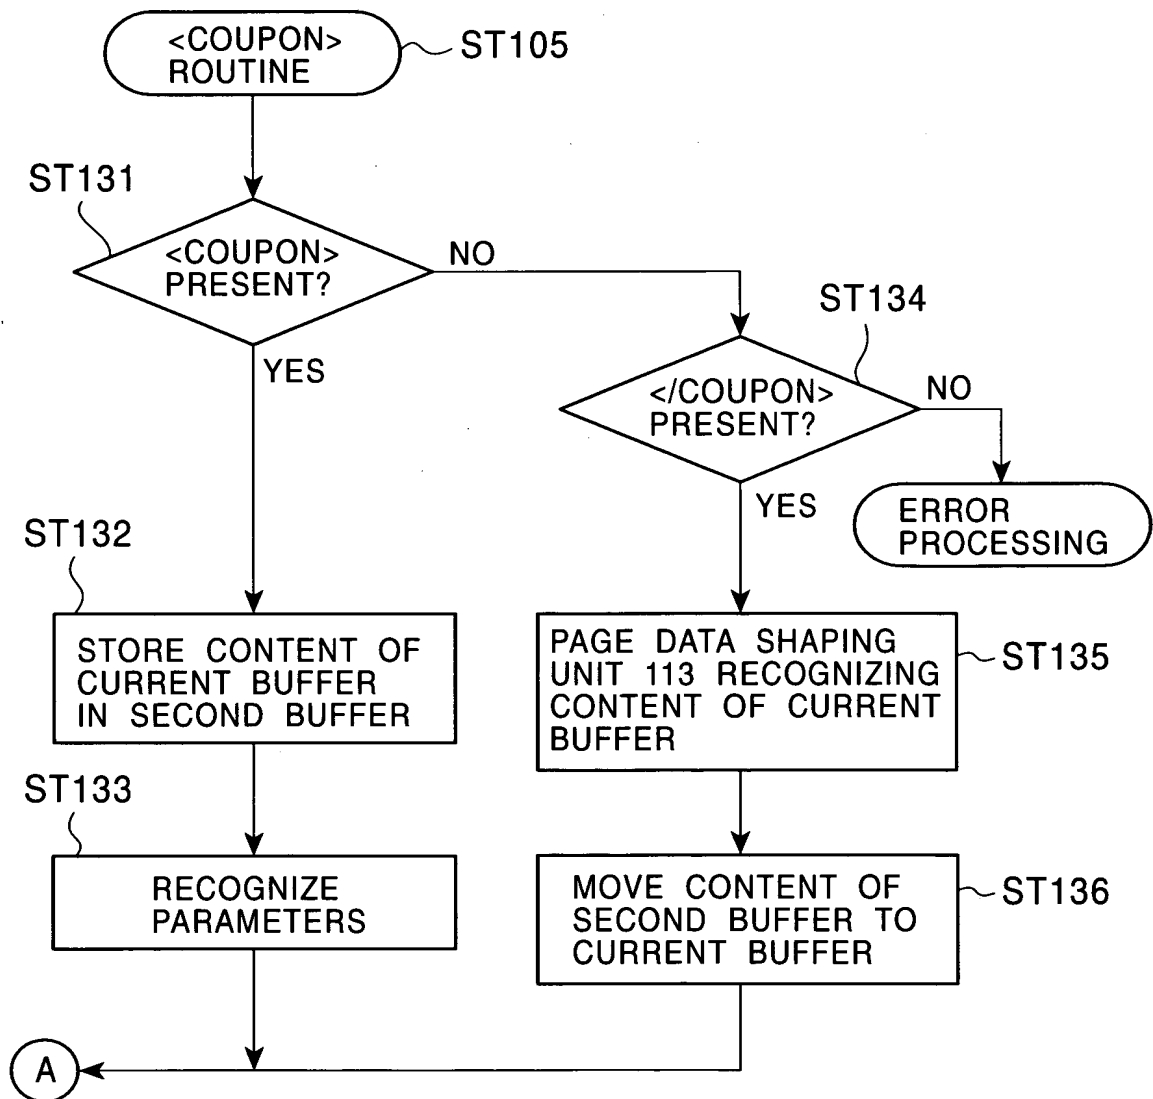 <COUPON>
ROUTINE
ST105
ST131
<COUPON>
PRESENT?
NO
YES
ST134
</COUPON>
PRESENT?
NO
YES
ERROR
PROCESSING
ST132
STORE CONTENT OF
CURRENT BUFFER
IN SECOND BUFFER
PAGE DATA SHAPING
UNIT 113 RECOGNIZING
CONTENT OF CURRENT
BUFFER
ST135
ST133
RECOGNIZE
PARAMETERS
MOVE CONTENT OF
SECOND BUFFER TO
CURRENT BUFFER
ST136
A